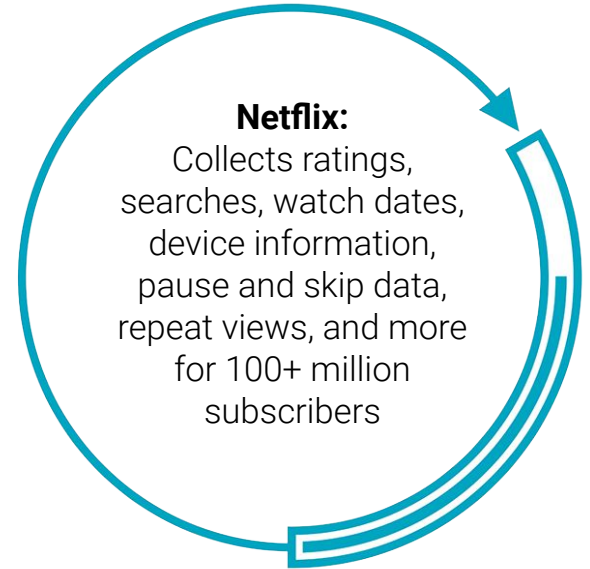 Netflix:
Collects ratings,
searches, watch dates,
device information,
pause and skip data,
repeat views, and more
for 100+ million
subscribers